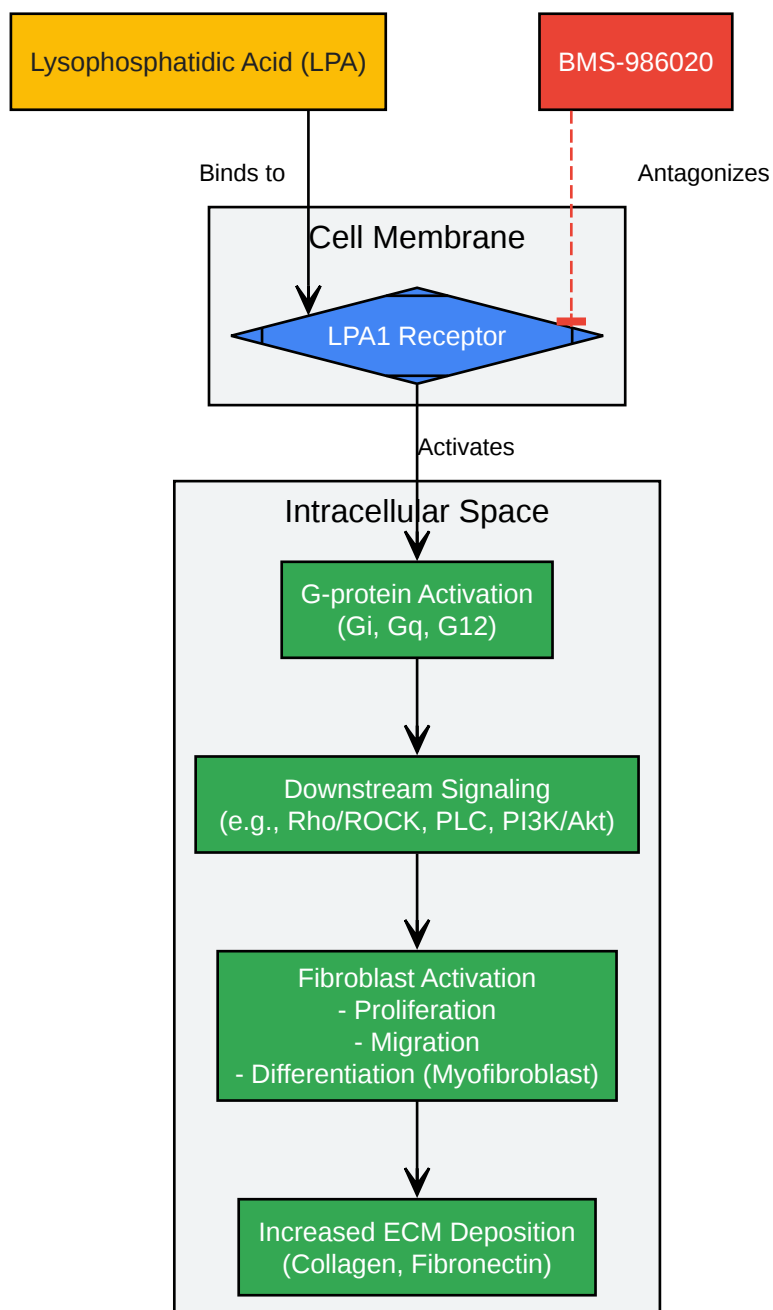 Lysophosphatidic Acid (LPA)
BMS-986020
Binds to
Antagonizes
Cell Membrane
LPA1 Receptor
Activates
Intracellular Space
G-protein Activation
(Gi, Gq, G12)
Downstream Signaling
(e.g., Rho/ROCK, PLC, PI3K/Akt)
Fibroblast Activation
- Proliferation
- Migration
- Differentiation (Myofibroblast)
Increased ECM Deposition
(Collagen, Fibronectin)